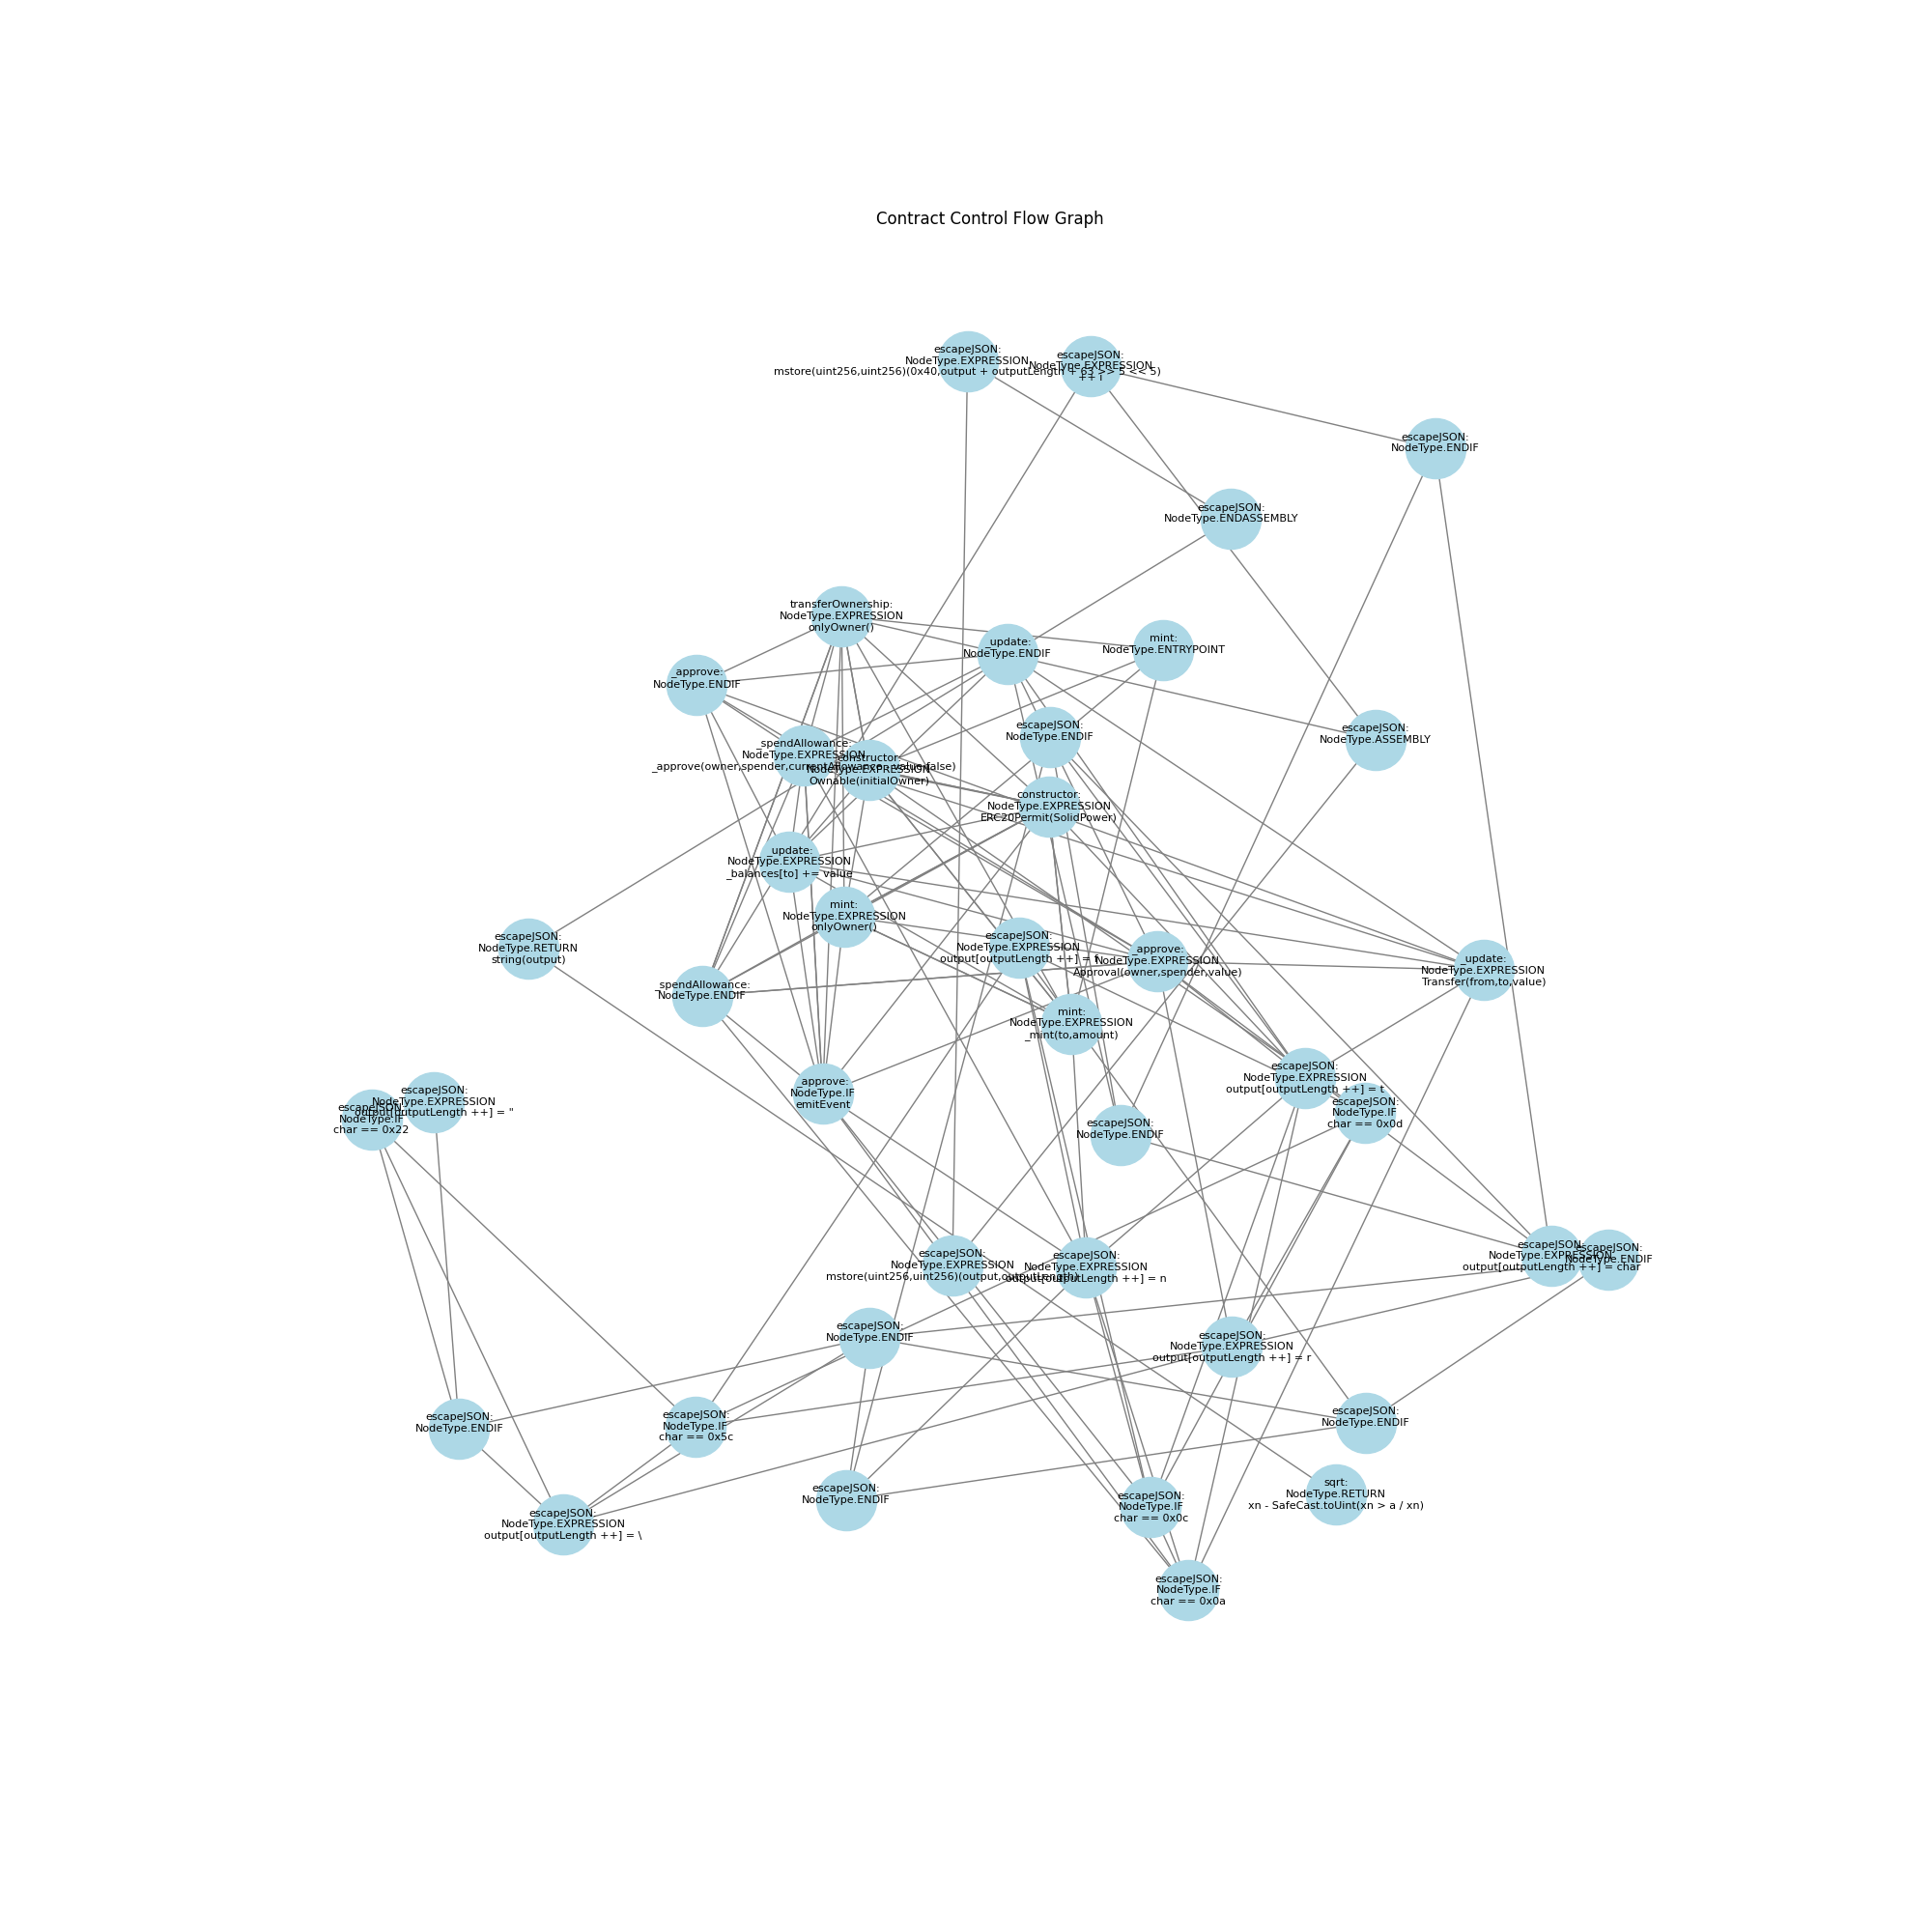 Contract Control Flow Graph
escapeJSON:
NodeType.EXPRESSION
mstore(uint256,uint256)(0x40,output + outputLength + 63 >> 5 << 5)
escapeJSON:
NodeType.EXPRESSION
++ i
escapeJSON:
NodeType.ENDIF
escapeJSON:
NodeType.ENDASSEMBLY
transferOwnership:
NodeType.EXPRESSION
onlyOwner()
_update:
NodeType.ENDIF
mint:
NodeType.ENTRYPOINT
_approve:
NodeType.ENDIF
escapeJSON:
NodeType.ENDIF
escapeJSON:
NodeType.ASSEMBLY
_spendAllowance:
NodeType.EXPRESSION
_approve(owner,spender,currentAllowance - value,false)
constructor:
NodeType.EXPRESSION
Ownable(initialOwner)
constructor:
NodeType.EXPRESSION
ERC20Permit(SolidPower)
_update:
NodeType.EXPRESSION
_balances[to] += value
mint:
NodeType.EXPRESSION
onlyOwner()
escapeJSON:
NodeType.RETURN
string(output)
escapeJSON:
NodeType.EXPRESSION
output[outputLength ++] =
_approve:
NodeType.EXPRESSION
Approval(owner,spender,value)
_update:
NodeType.EXPRESSION
Transfer(from,to,value)
_spendAllowance:
NodeType.ENDIF
mint:
NodeType.EXPRESSION
_mint(to,amount)
escapeJSON:
NodeType.EXPRESSION
output[outputLength ++] = t
_approve:
NodeType.IF
emitEvent
escapeJSON:
NodeType.EXPRESSION
output[outputLength ++] = "
escapeJSON:
NodeType.IF
char == 0x22
escapeJSON:
NodeType.IF
char == 0x0d
escapeJSON:
NodeType.ENDIF
escapeJSON:
NodeType.EXPRESSION
output[outputLength ++] = char
escapeJSON:
NodeType.ENDIF
escapeJSON:
NodeType.EXPRESSION
mstore(uint256,uint256)(output,outputLength)
escapeJSON:
NodeType.EXPRESSION
output[outputLength ++] = n
escapeJSON:
NodeType.ENDIF
escapeJSON:
NodeType.EXPRESSION
output[outputLength ++] = r
escapeJSON:
NodeType.ENDIF
escapeJSON:
NodeType.IF
char == 0x5c
escapeJSON:
NodeType.ENDIF
escapeJSON:
NodeType.ENDIF
sqrt:
NodeType.RETURN
xn - SafeCast.toUint(xn > a / xn)
escapeJSON:
NodeType.IF
char == 0x0c
escapeJSON:
NodeType.EXPRESSION
output[outputLength ++] = \
escapeJSON:
NodeType.IF
char == 0x0a